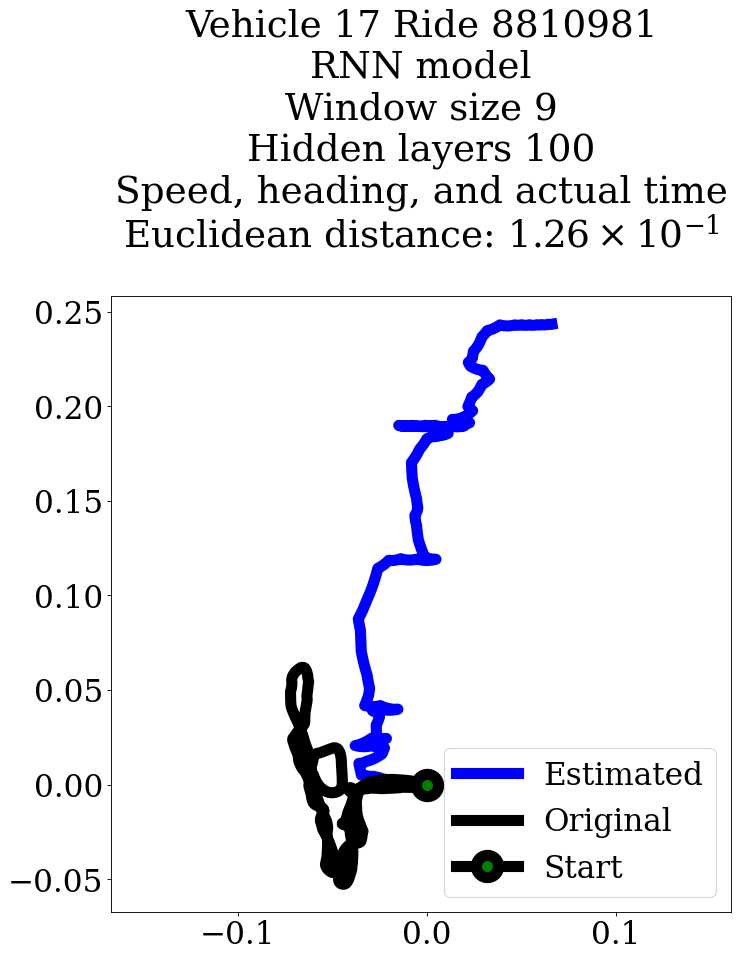 Vehicle 17 Ride 8810981
RNN model
Window size 9
Hidden layers 100
Speed, heading, and actual time
Euclidean distance: 1.26 × 10⁻¹
0.25
0.20
0.15
0.10
0.05
0.00
−0.05
−0.1
0.0
0.1
Estimated
Original
Start